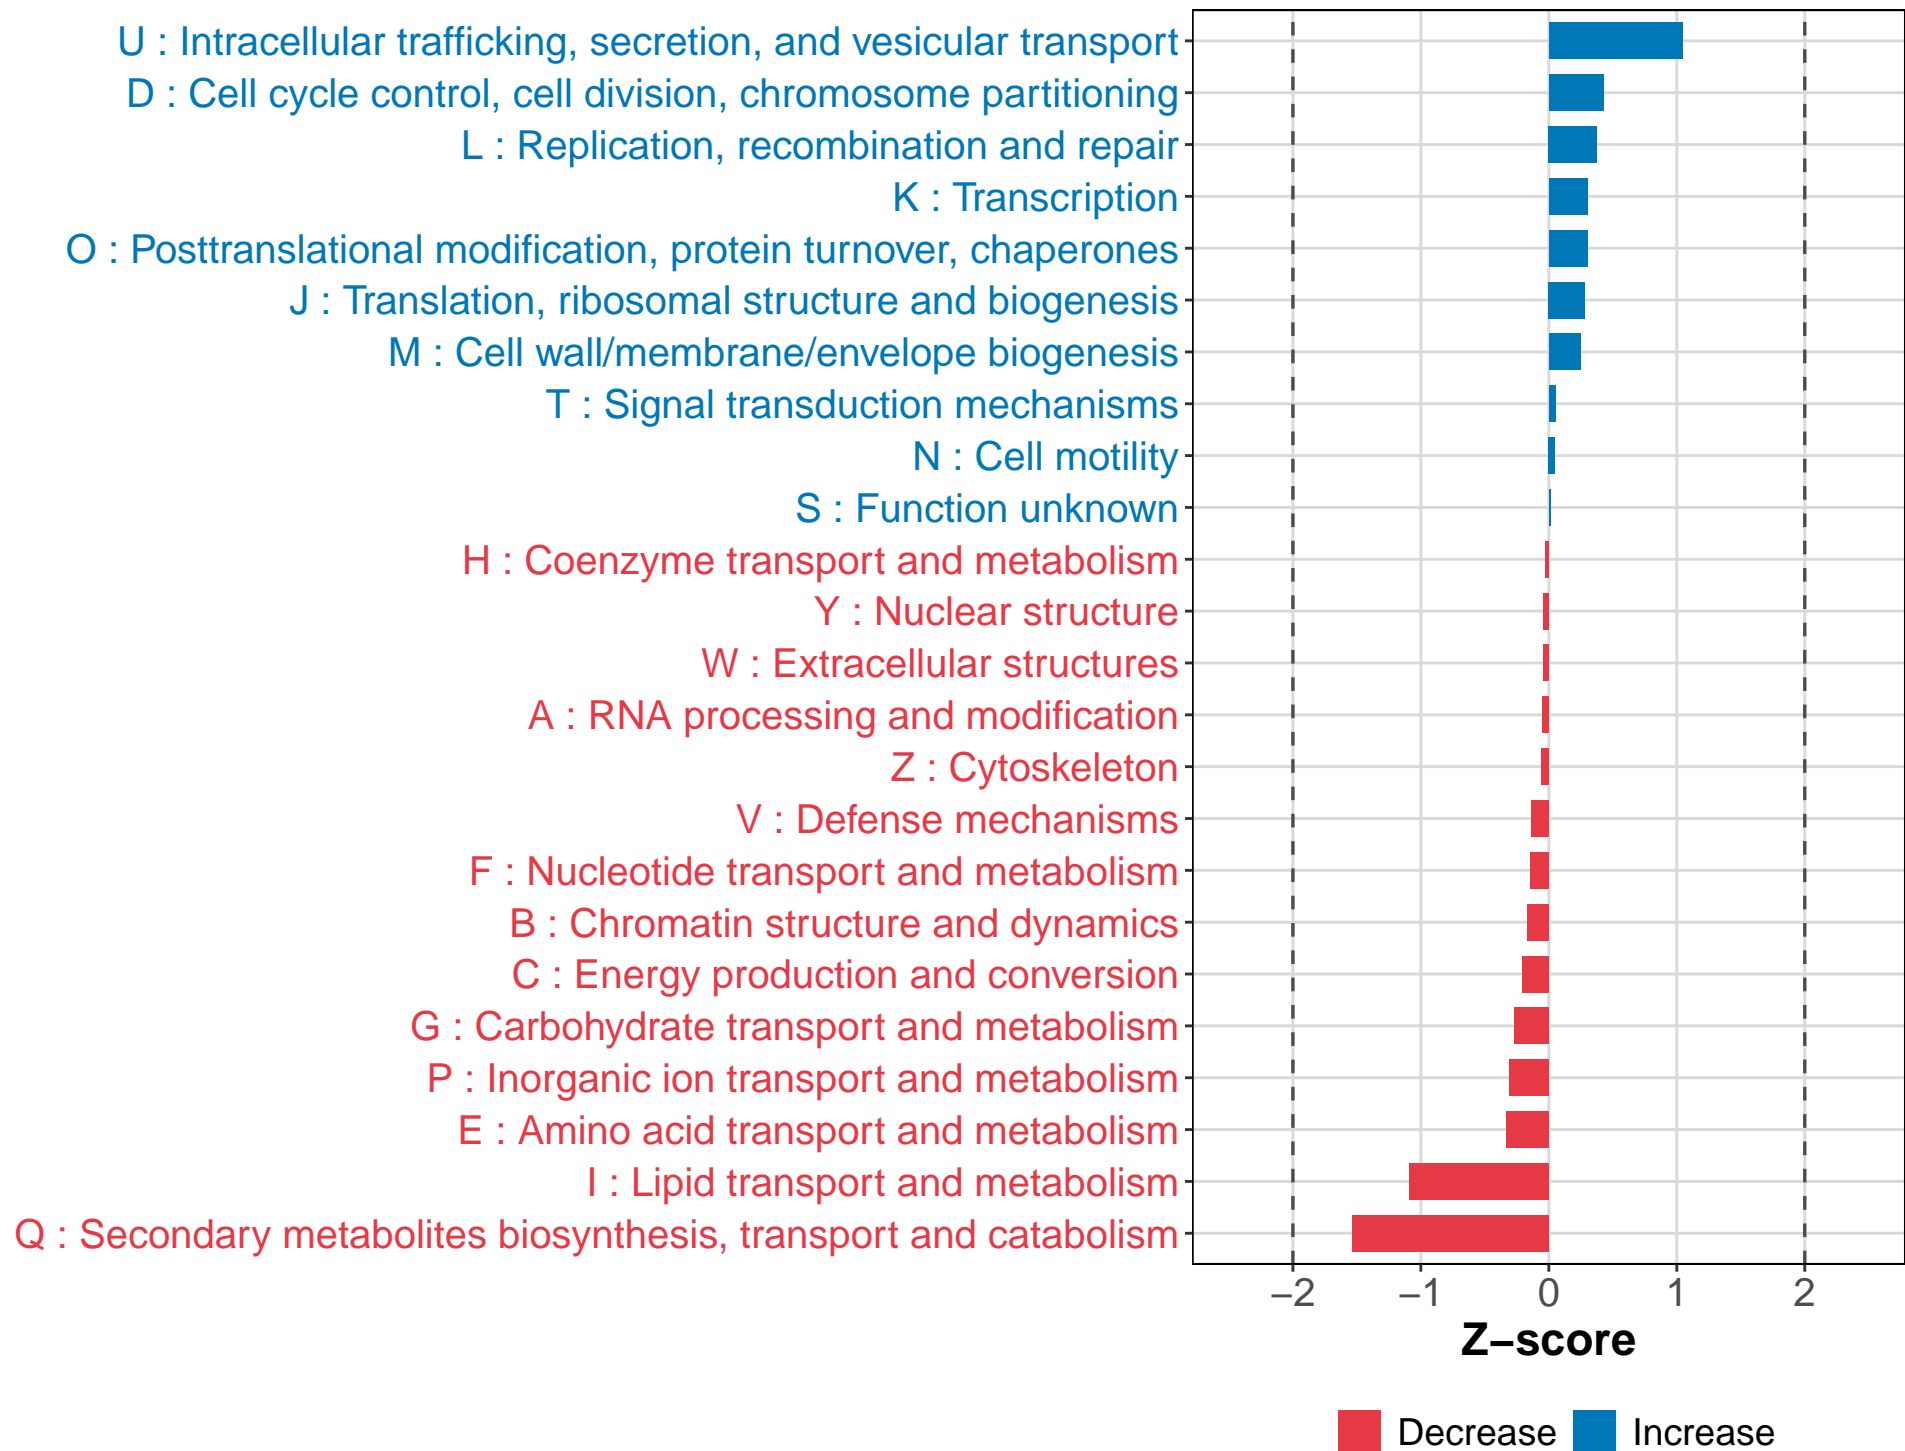 U : Intracellular trafficking, secretion, and vesicular transport
D : Cell cycle control, cell division, chromosome partitioning
L : Replication, recombination and repair
K : Transcription
O : Posttranslational modification, protein turnover, chaperones
J : Translation, ribosomal structure and biogenesis
M : Cell wall/membrane/envelope biogenesis
T : Signal transduction mechanisms
N : Cell motility
S : Function unknown
H : Coenzyme transport and metabolism
Y : Nuclear structure
W : Extracellular structures
A : RNA processing and modification
Z : Cytoskeleton
V : Defense mechanisms
F : Nucleotide transport and metabolism
B : Chromatin structure and dynamics
C : Energy production and conversion
G : Carbohydrate transport and metabolism
P : Inorganic ion transport and metabolism
E : Amino acid transport and metabolism
I : Lipid transport and metabolism
Q : Secondary metabolites biosynthesis, transport and catabolism
−2 −1 0 1 2
Z−score
Decrease Increase